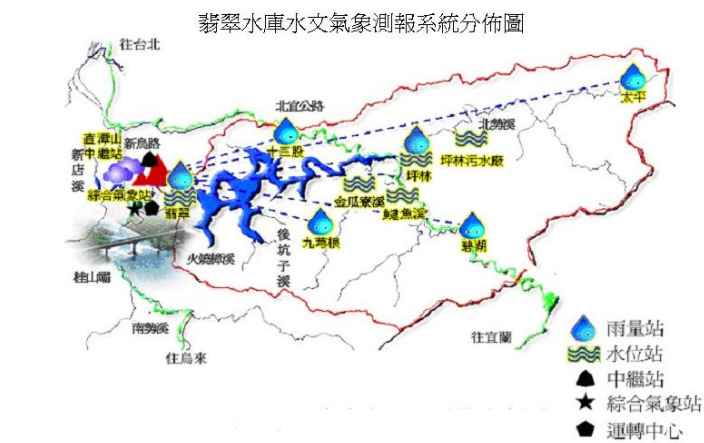 翡翠水庫水文氣象測報系統分佈圖
往台北
北宜公路
太平
直潭山
中繼站
新烏路
十三股
北勢溪
新店溪
坪林
坪林污水廠
綜合氣象站
翡翠
金瓜寮溪
𩼧魚溪
九芎根
碧湖
後坑子溪
火燒樟溪
桂山壩
南勢溪
往烏來
往宜蘭
雨量站
水位站
中繼站
綜合氣象站
運轉中心